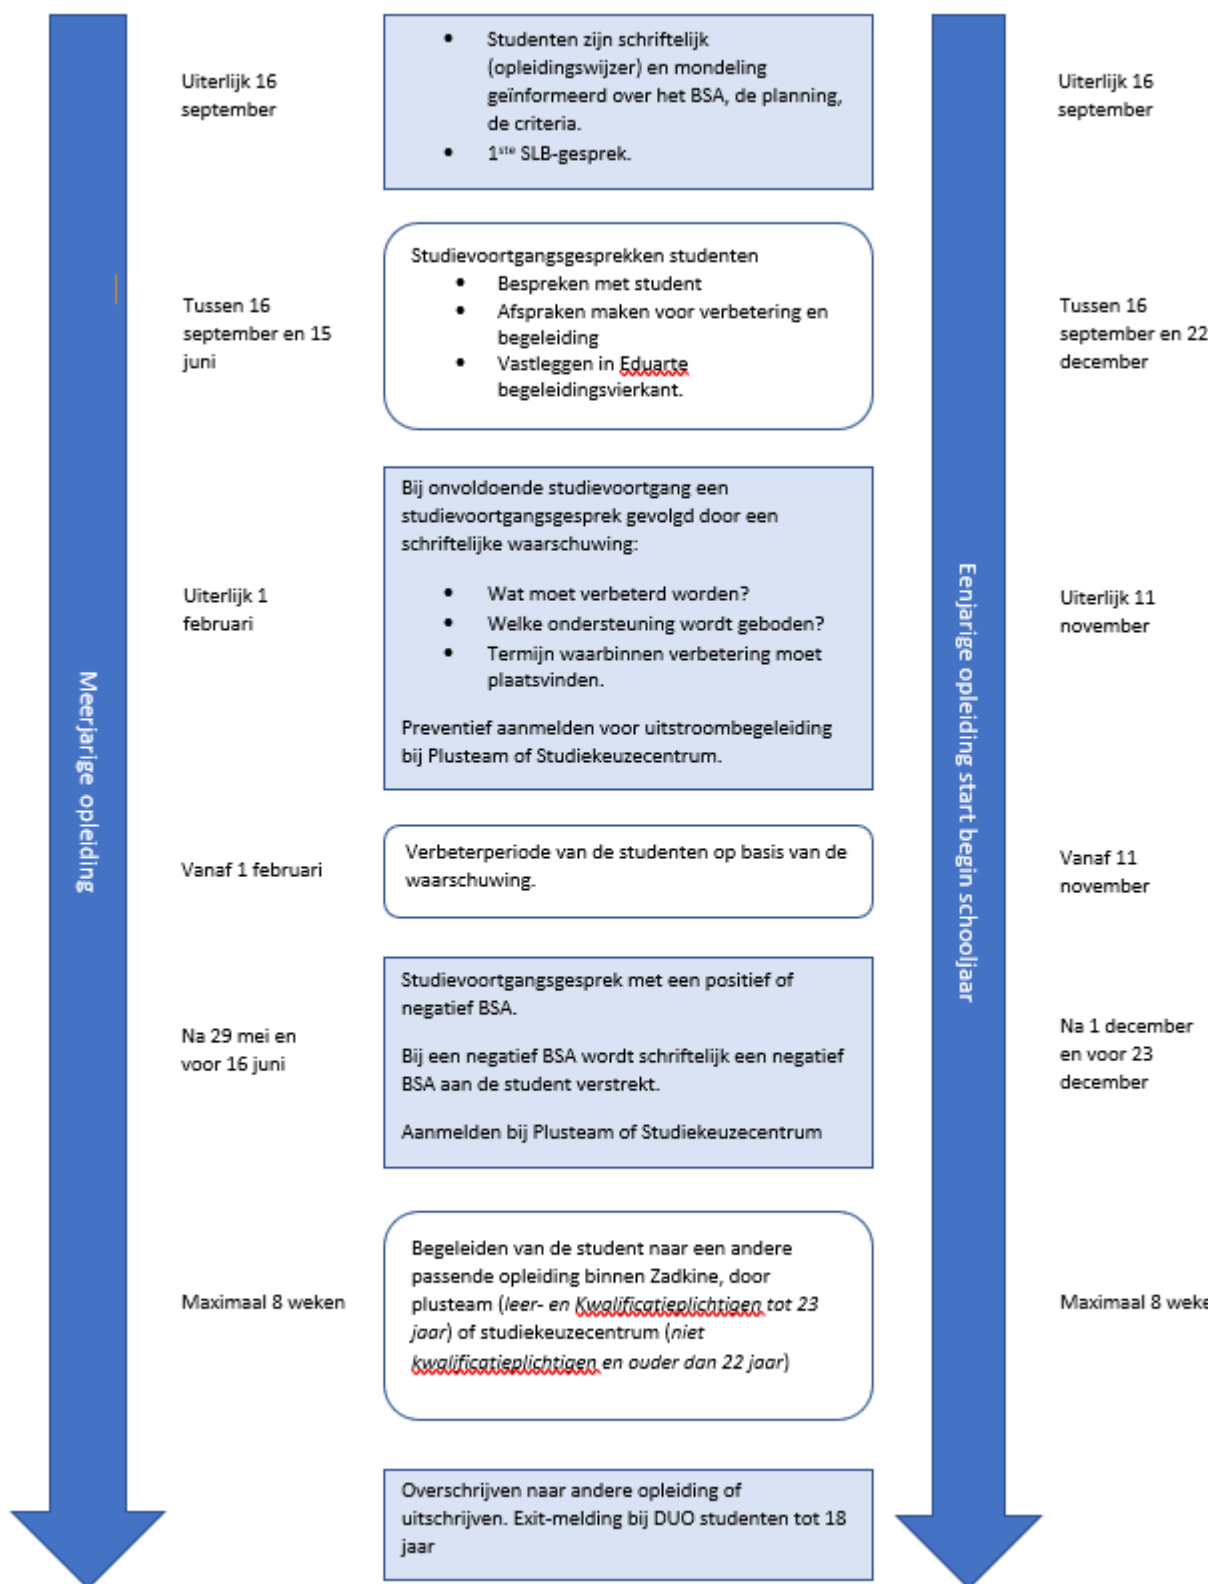 Uiterlijk 16
september
• Studenten zijn schriftelijk
(opleidingswijzer) en mondeling
geïnformeerd over het BSA, de planning,
de criteria.
• 1ste SLB-gesprek.
Uiterlijk 16
september
Tussen 16
september en 15
juni
Studievoortgangsgesprekken studenten
• Bespreken met student
• Afspraken maken voor verbetering en
begeleiding
• Vastleggen in Eduarte
begeleidingsvierkant.
Tussen 16
september en 22
december
Uiterlijk 1
februari
Bij onvoldoende studievoortgang een
studievoortgangsgesprek gevolgd door een
schriftelijke waarschuwing:
• Wat moet verbeterd worden?
• Welke ondersteuning wordt geboden?
• Termijn waarbinnen verbetering moet
plaatsvinden.
Preventief aanmelden voor uitstroombegeleiding
bij Plusteam of Studiekeuzecentrum.
Uiterlijk 11
november
Meerjarige opleiding
Eenjarige opleiding start begin schooljaar
Vanaf 1 februari
Verbeterperiode van de studenten op basis van de
waarschuwing.
Vanaf 11
november
Na 29 mei en
voor 16 juni
Studievoortgangsgesprek met een positief of
negatief BSA.
Bij een negatief BSA wordt schriftelijk een negatief
BSA aan de student verstrekt.
Aanmelden bij Plusteam of Studiekeuzecentrum
Na 1 december
en voor 23
december
Maximaal 8 weken
Begeleiden van de student naar een andere
passende opleiding binnen Zadkine, door
plusteam (leer- en Kwalificatieplichtigen tot 23
jaar) of studiekeuzecentrum (niet
kwalificatieplichtigen en ouder dan 22 jaar)
Maximaal 8 weke
Overschrijven naar andere opleiding of
uitschrijven. Exit-melding bij DUO studenten tot 18
jaar